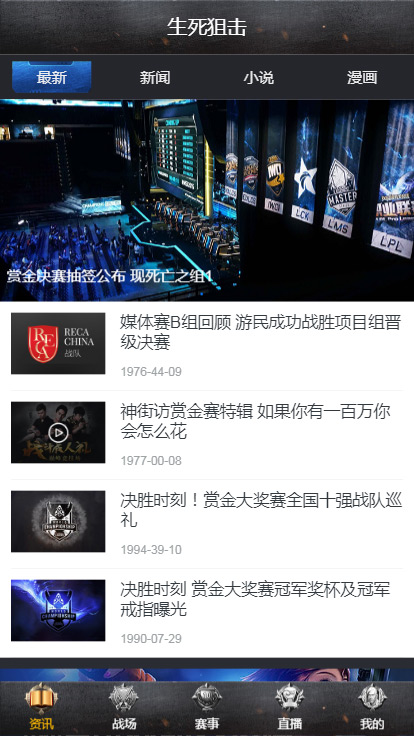 生死狙击
最新 新闻 小说 漫画
IWCI
LCK
MASTER
LMS
LPL
赏金决赛抽签公布 现死亡之组1
RECA
CHINA
战队
媒体赛B组回顾 游民成功战胜项目组晋
级决赛
1976-44-09
神街访赏金赛特辑 如果你有一百万你
会怎么花
1977-00-08
CHAMPIONSHIP
决胜时刻！赏金大奖赛全国十强战队巡
礼
1994-39-10
CHAMPIONSHIP
决胜时刻 赏金大奖赛冠军奖杯及冠军
戒指曝光
1990-07-29
资讯 战场 赛事 直播 我的